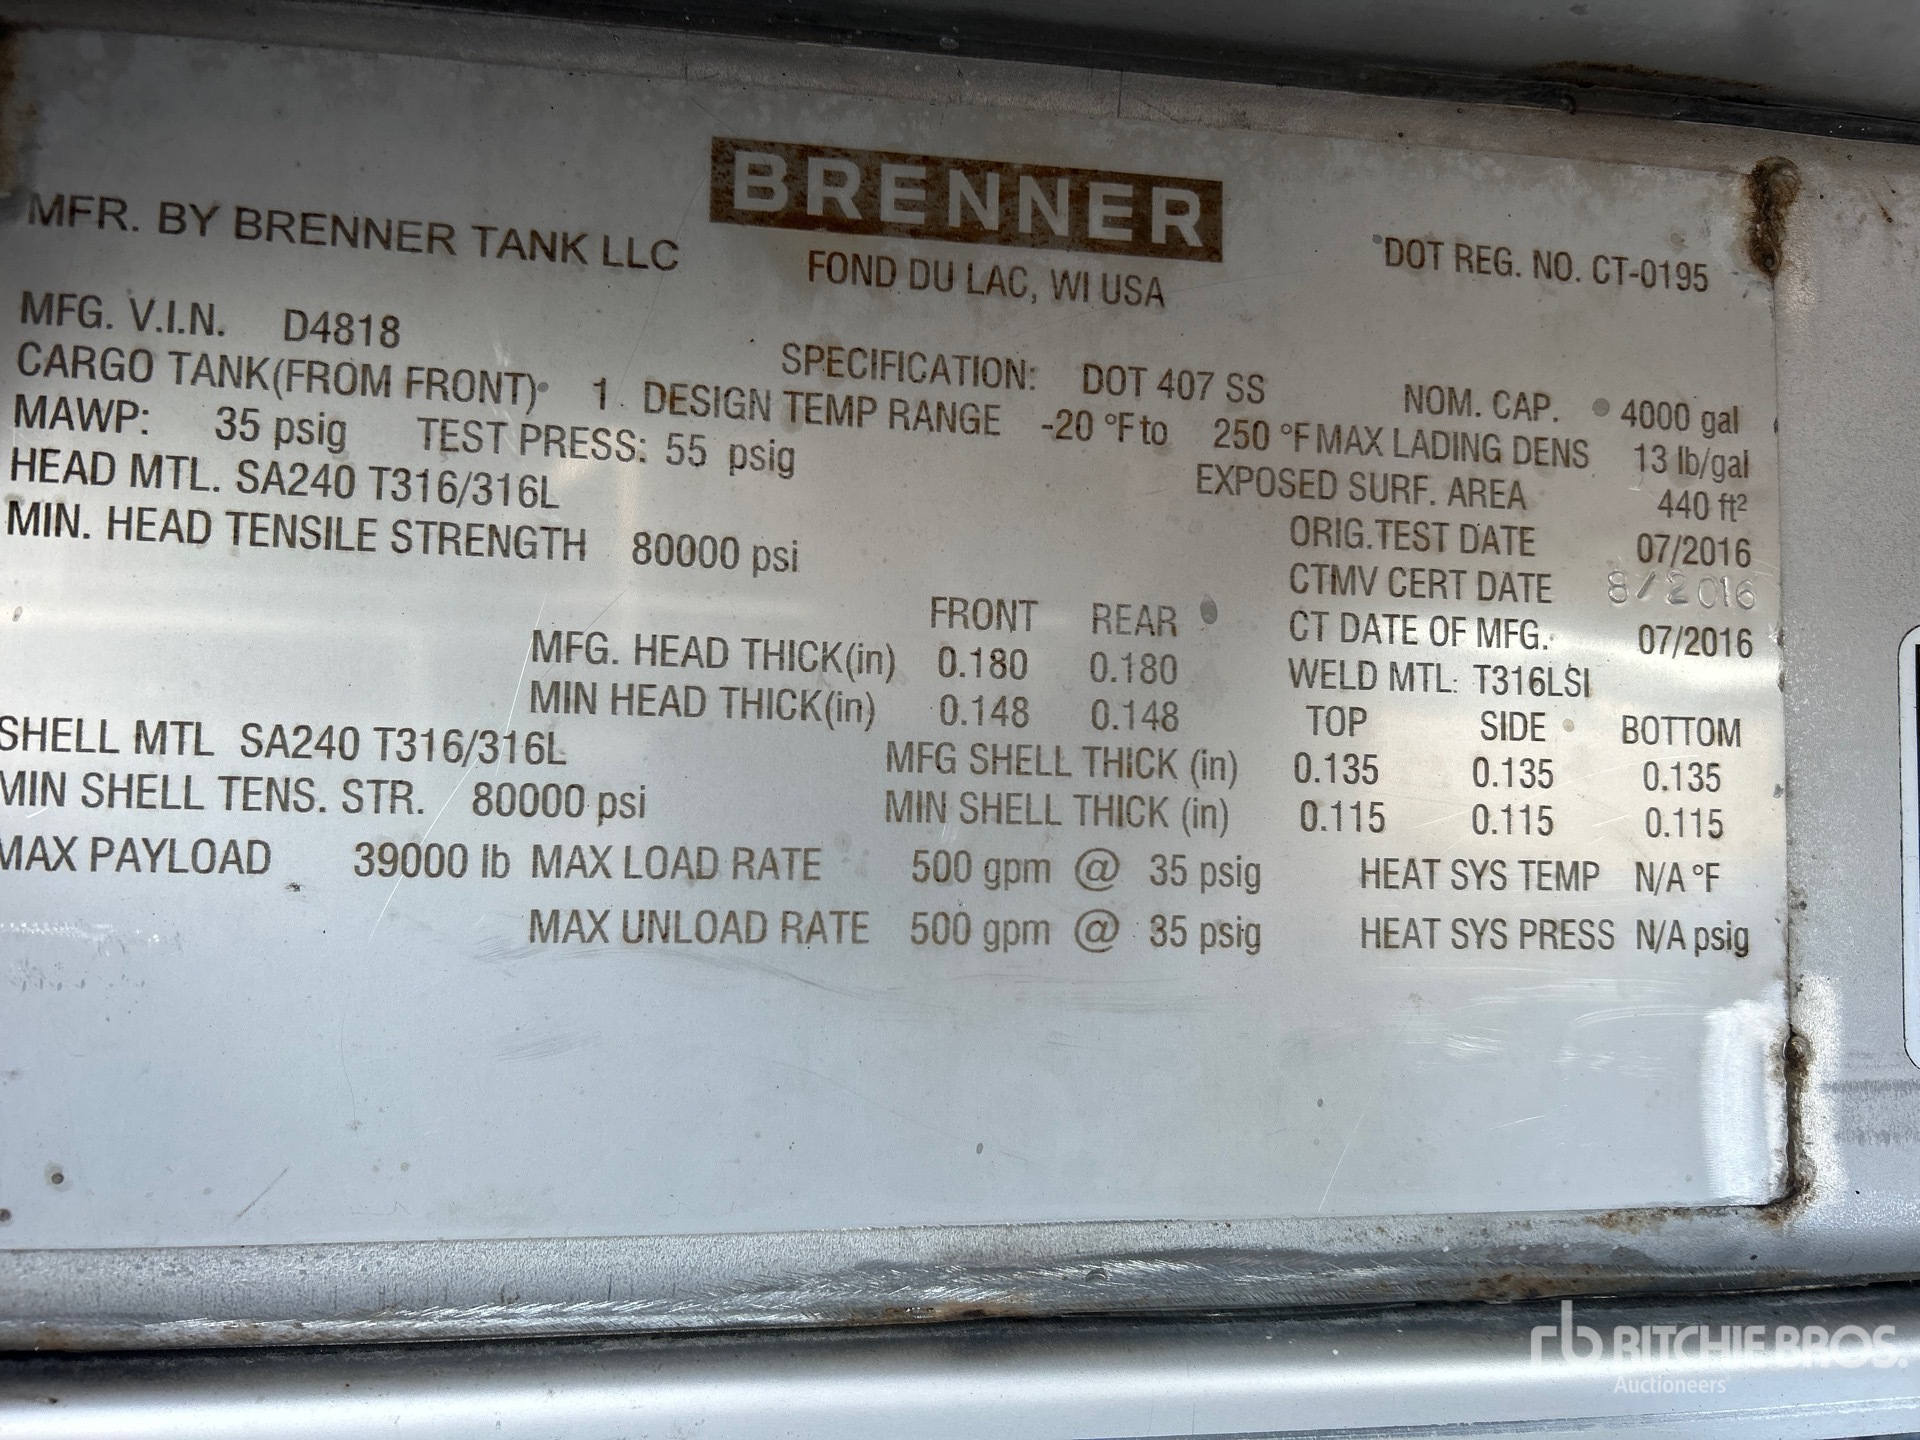 BRENNER
MFR. BY BRENNER TANK LLC
FOND DU LAC, WI USA
DOT REG. NO. CT-0195
MFG. V.I.N. D4818
SPECIFICATION: DOT 407 SS
NOM. CAP. 4000 gal
CARGO TANK(FROM FRONT) 1 DESIGN TEMP RANGE -20 °F to 250 °F MAX LADING DENS 13 lb/gal
MAWP: 35 psig TEST PRESS: 55 psig
EXPOSED SURF. AREA 440 ft²
HEAD MTL. SA240 T316/316L
ORIG. TEST DATE 07/2016
MIN. HEAD TENSILE STRENGTH 80000 psi
CTMV CERT DATE 8/2016
FRONT REAR
CT DATE OF MFG. 07/2016
MFG. HEAD THICK(in) 0.180 0.180
WELD MTL: T316LSI
MIN HEAD THICK(in) 0.148 0.148
TOP SIDE BOTTOM
SHELL MTL SA240 T316/316L
MFG SHELL THICK (in) 0.135 0.135 0.135
MIN SHELL TENS. STR. 80000 psi
MIN SHELL THICK (in) 0.115 0.115 0.115
MAX PAYLOAD 39000 lb MAX LOAD RATE 500 gpm @ 35 psig
HEAT SYS TEMP N/A °F
MAX UNLOAD RATE 500 gpm @ 35 psig
HEAT SYS PRESS N/A psig
rb RITCHIE BROS.
Auctioneers